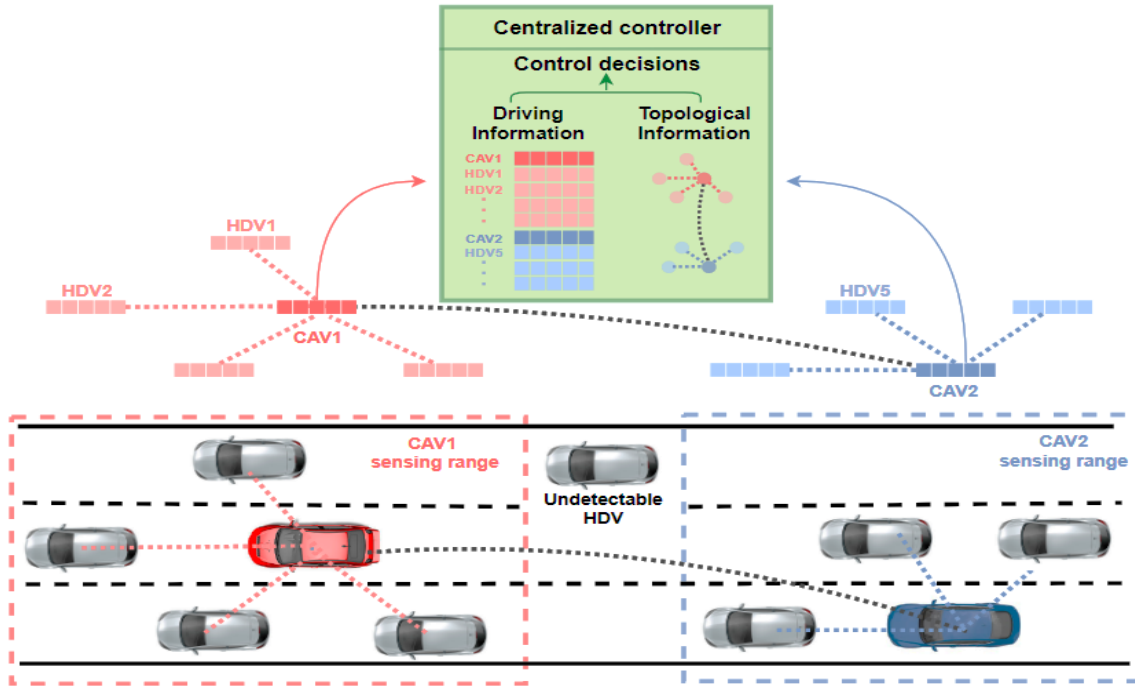 Centralized controller
Control decisions
Driving
Information
Topological
Information
CAV1
HDV1
HDV2
CAV2
HDV5
HDV1
HDV2
CAV1
HDV5
CAV2
CAV1
sensing range
Undetectable
HDV
CAV2
sensing range